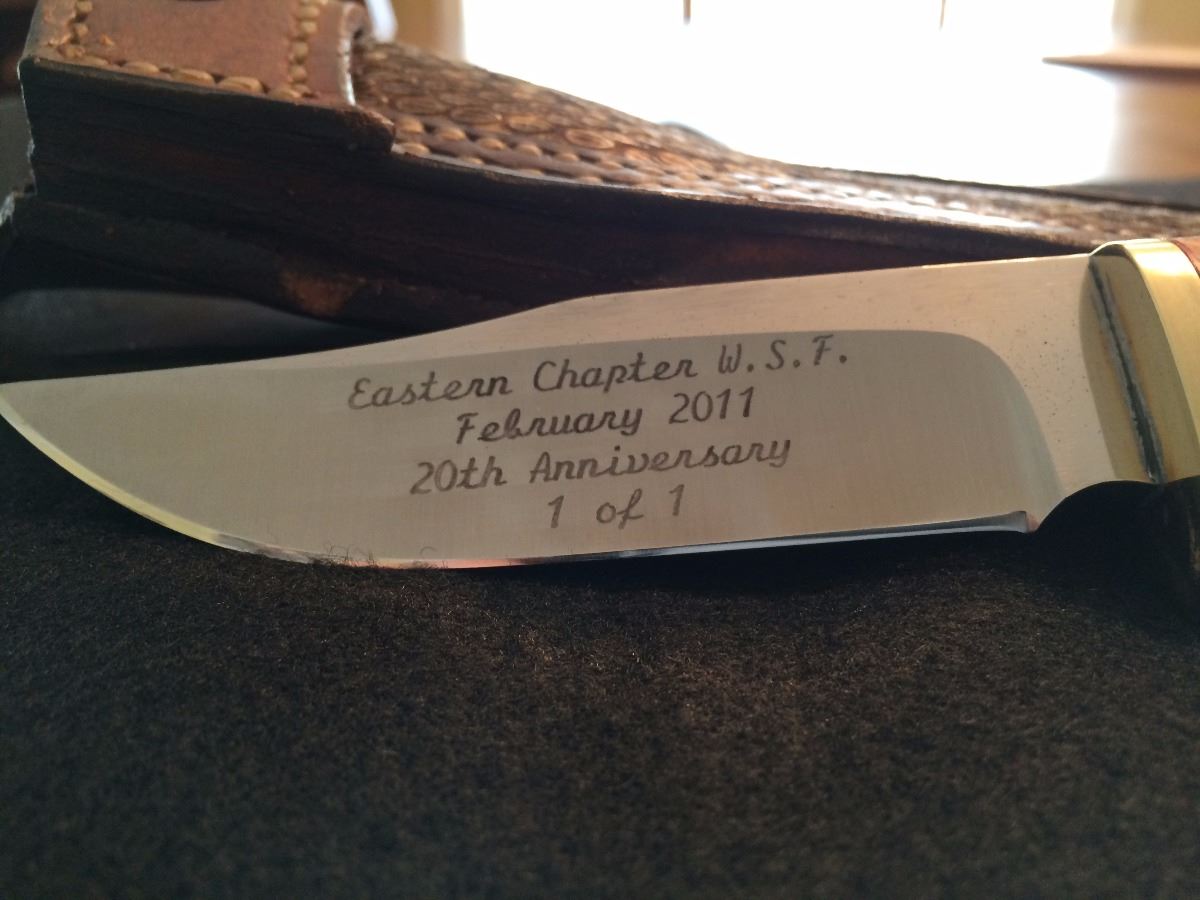 Eastern Chapter W.S.F.
February 2011
20th Anniversary
1 of 1